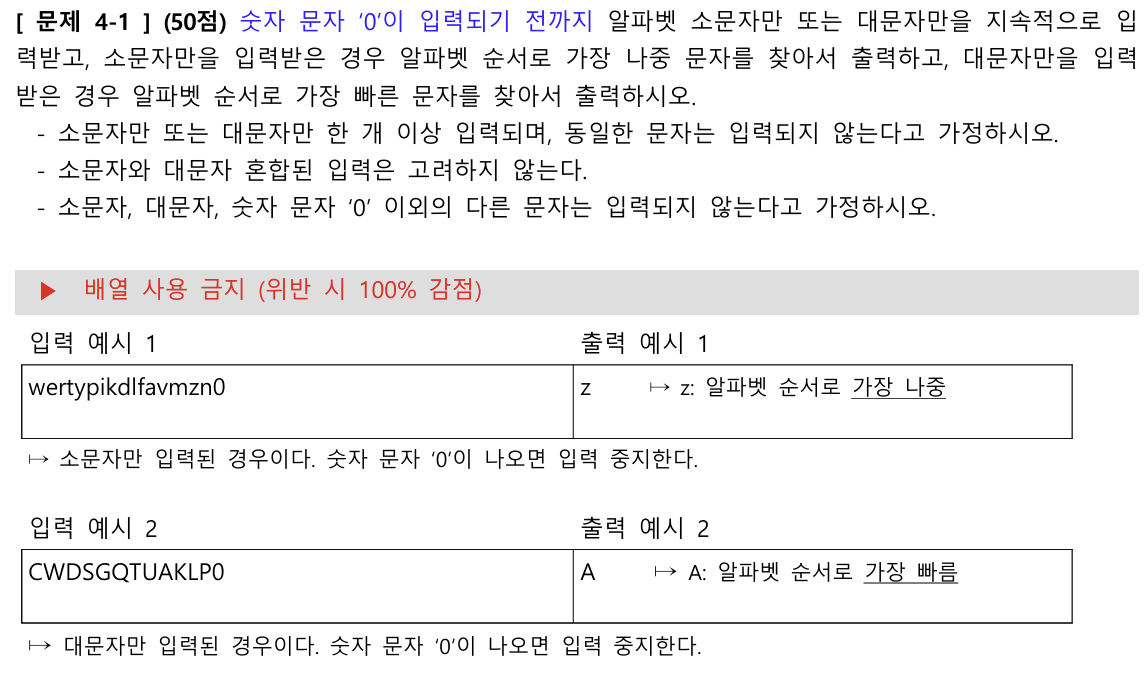 [ 문제 4-1 ] (50점) 숫자 문자 ‘0’이 입력되기 전까지 알파벳 소문자만 또는 대문자만을 지속적으로 입
력받고, 소문자만을 입력받은 경우 알파벳 순서로 가장 나중 문자를 찾아서 출력하고, 대문자만을 입력
받은 경우 알파벳 순서로 가장 빠른 문자를 찾아서 출력하시오.
- 소문자만 또는 대문자만 한 개 이상 입력되며, 동일한 문자는 입력되지 않는다고 가정하시오.
- 소문자와 대문자 혼합된 입력은 고려하지 않는다.
- 소문자, 대문자, 숫자 문자 ‘0’ 이외의 다른 문자는 입력되지 않는다고 가정하시오.
▶ 배열 사용 금지 (위반 시 100% 감점)
입력 예시 1 출력 예시 1
wertypikdlfavmzn0 z ↦ z: 알파벳 순서로 가장 나중
↦ 소문자만 입력된 경우이다. 숫자 문자 ‘0’이 나오면 입력 중지한다.
입력 예시 2 출력 예시 2
CWDSGQTUAKLP0 A ↦ A: 알파벳 순서로 가장 빠름
↦ 대문자만 입력된 경우이다. 숫자 문자 ‘0’이 나오면 입력 중지한다.